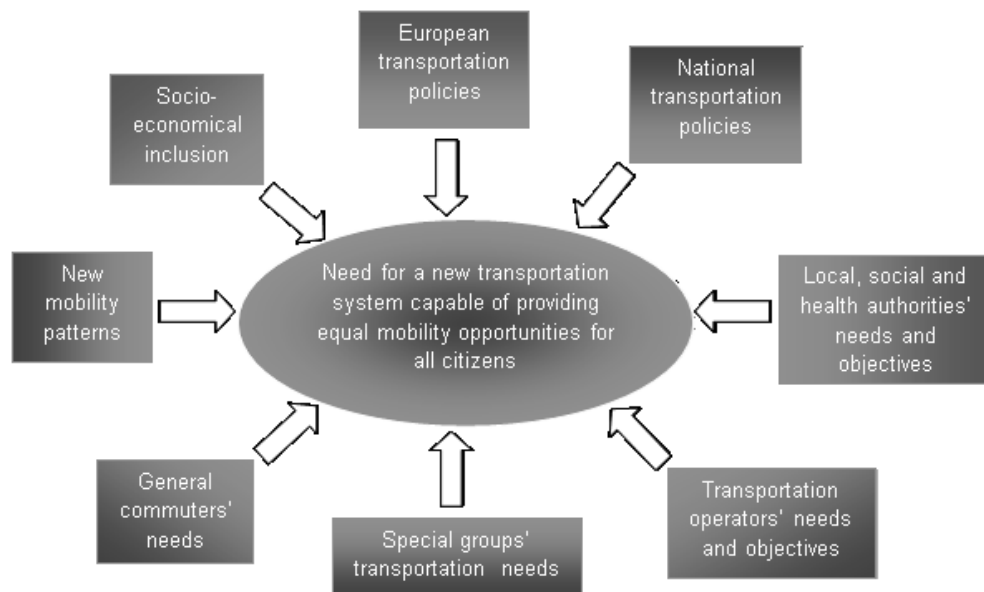 European
transportation
policies
National
transportation
policies
Socio-
economical
inclusion
New
mobility
patterns
Need for a new transportation
system capable of providing
equal mobility opportunities for
all citizens
Local, social and
health authorities'
needs and
objectives
General
commuters'
needs
Special groups'
transportation needs
Transportation
operators' needs
and objectives